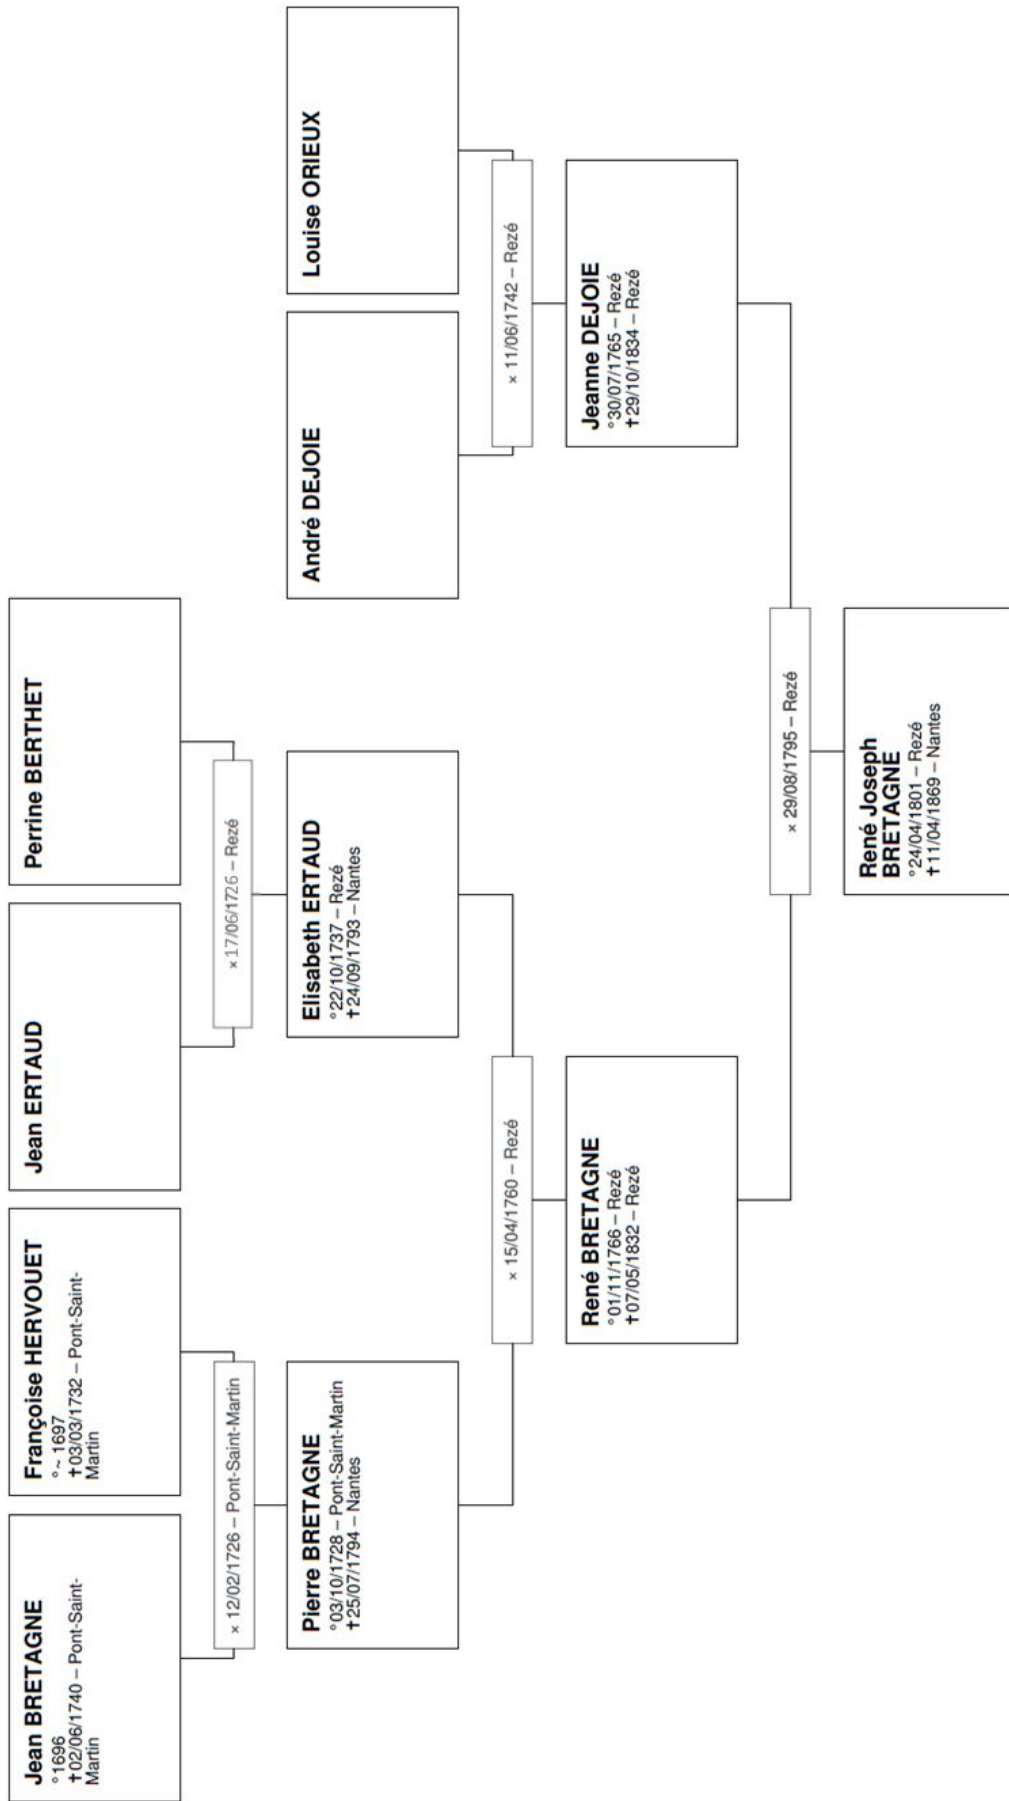 Jean BRETAGNE
°1696
†02/06/1740 – Pont-Saint-
Martin
Françoise HERVOUET
°~ 1697
†03/03/1732 – Pont-Saint-
Martin
Jean ERTAUD
Perrine BERTHET
× 12/02/1726 – Pont-Saint-Martin
× 17/06/1726 – Rezé
Pierre BRETAGNE
°03/10/1728 – Pont-Saint-Martin
†25/07/1794 – Nantes
Elisabeth ERTAUD
°22/10/1737 – Rezé
†24/09/1793 – Nantes
André DEJOIE
Louise ORIEUX
× 15/04/1760 – Rezé
× 11/06/1742 – Rezé
René BRETAGNE
°01/11/1766 – Rezé
†07/05/1832 – Rezé
Jeanne DEJOIE
°30/07/1765 – Rezé
†29/10/1834 – Rezé
× 29/08/1795 – Rezé
René Joseph
BRETAGNE
°24/04/1801 – Rezé
†11/04/1869 – Nantes